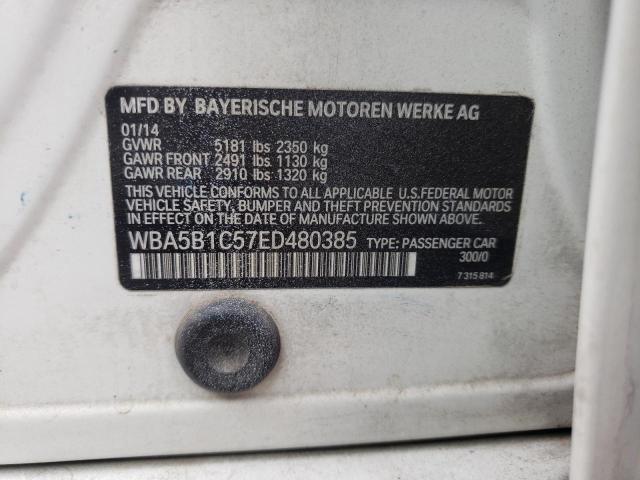 MFD BY BAYERISCHE MOTOREN WERKE AG
01/14
GVWR 5181 lbs 2350 kg
GAWR FRONT 2491 lbs 1130 kg
GAWR REAR 2910 lbs 1320 kg
THIS VEHICLE CONFORMS TO ALL APPLICABLE U.S.FEDERAL MOTOR
VEHICLE SAFETY, BUMPER AND THEFT PREVENTION STANDARDS
IN EFFECT ON THE DATE OF MANUFACTURE SHOWN ABOVE.
WBA5B1C57ED480385 TYPE: PASSENGER CAR
300/0
7 315 814